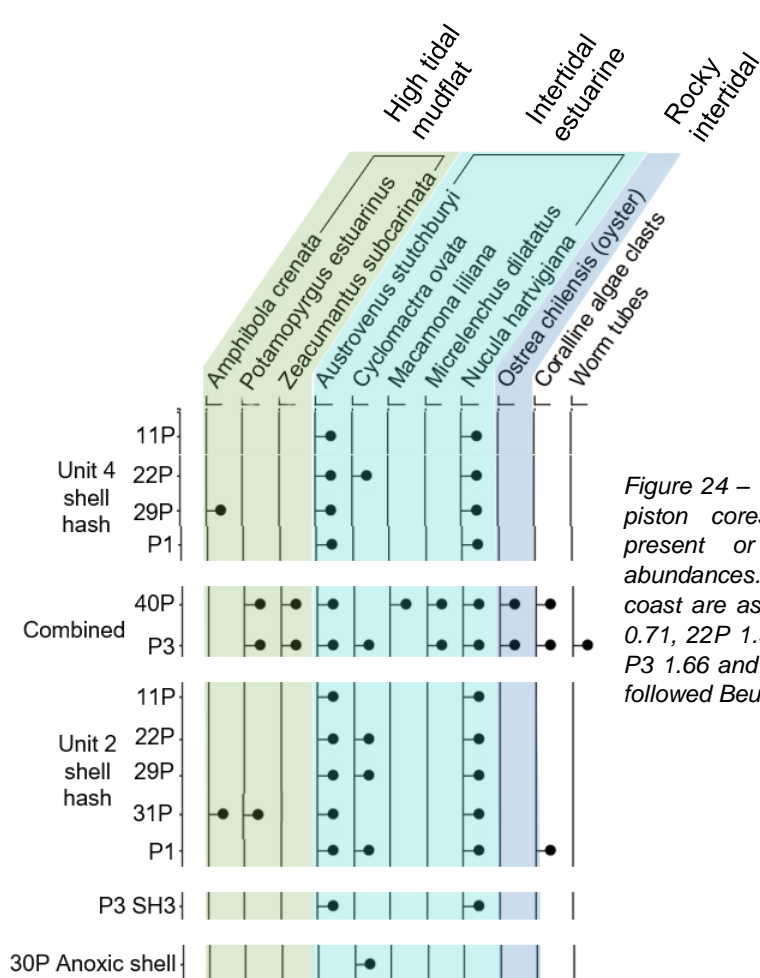 High tidal
mudflat
Intertidal
estuarine
Rocky
intertidal
Amphibola crenata
Potamopyrgus estuarinus
Zeacumantus subcarinata
Austrovenus stutchburyi
Cyclomactra ovata
Macamona liliana
Micrelenchus dilatatus
Nucula hartvigiana
Ostrea chilensis (oyster)
Coralline algae clasts
Worm tubes
Unit 4
shell
hash
11P
22P
29P
P1
Combined
40P
P3
Unit 2
shell
hash
11P
22P
29P
31P
P1
P3 SH3
30P Anoxic shell
Figure 24 –
piston cores
present or
abundances.
coast are as
0.71, 22P 1.
P3 1.66 and
followed Beu